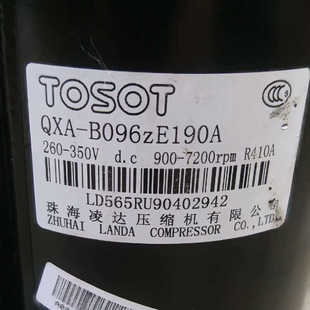 TOSOT
QXA-B096zE190A
260-350V d.c 900-7200rpm R410A
LD565RU90402942
珠海凌达压缩机有限公司
ZHUHAI LANDA COMPRESSOR CO.,LTD.